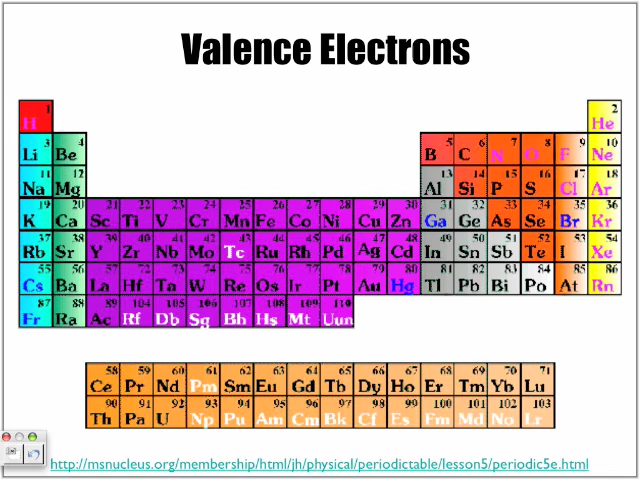 Valence Electrons
1 2
H He
3 4 5 6 7 8 9 10
Li Be B C N O F Ne
11 12 13 14 15 16 17 18
Na Mg Al Si P S Cl Ar
19 20 21 22 23 24 25 26 27 28 29 30 31 32 33 34 35 36
K Ca Sc Ti V Cr Mn Fe Co Ni Cu Zn Ga Ge As Se Br Kr
37 38 39 40 41 42 43 44 45 46 47 48 49 50 51 52 53 54
Rb Sr Y Zr Nb Mo Tc Ru Rh Pd Ag Cd In Sn Sb Te I Xe
55 56 57 72 73 74 75 76 77 78 79 80 81 82 83 84 85 86
Cs Ba La Hf Ta W Re Os Ir Pt Au Hg Tl Pb Bi Po At Rn
87 88 89 104 105 106 107 108 109 110
Fr Ra Ac Rf Db Sg Bh Hs Mt Uun
58 59 60 61 62 63 64 65 66 67 68 69 70 71
Ce Pr Nd Pm Sm Eu Gd Tb Dy Ho Er Tm Yb Lu
90 91 92 93 94 95 96 97 98 99 100 101 102 103
Th Pa U Np Pu Am Cm Bk Cf Es Fm Md No Lr
http://msnucleus.org/membership/html/jh/physical/periodictable/lesson5/periodic5e.html